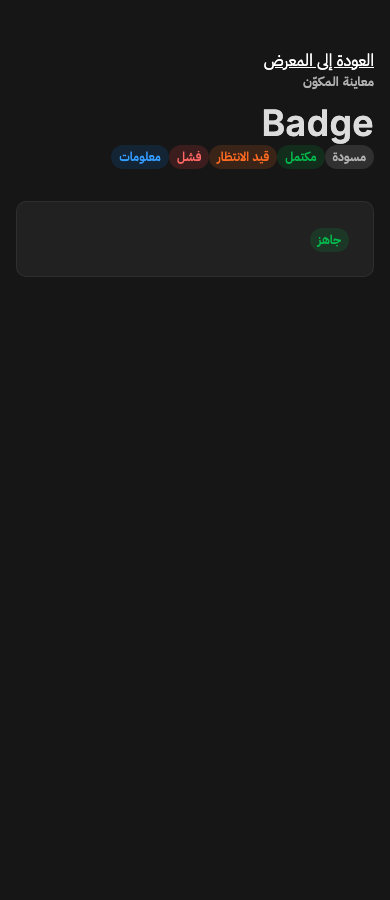 العودة إلى المعرض
معاينة المكوّن
Badge
مسودة مكتمل قيد الانتظار فشل معلومات
جاهز